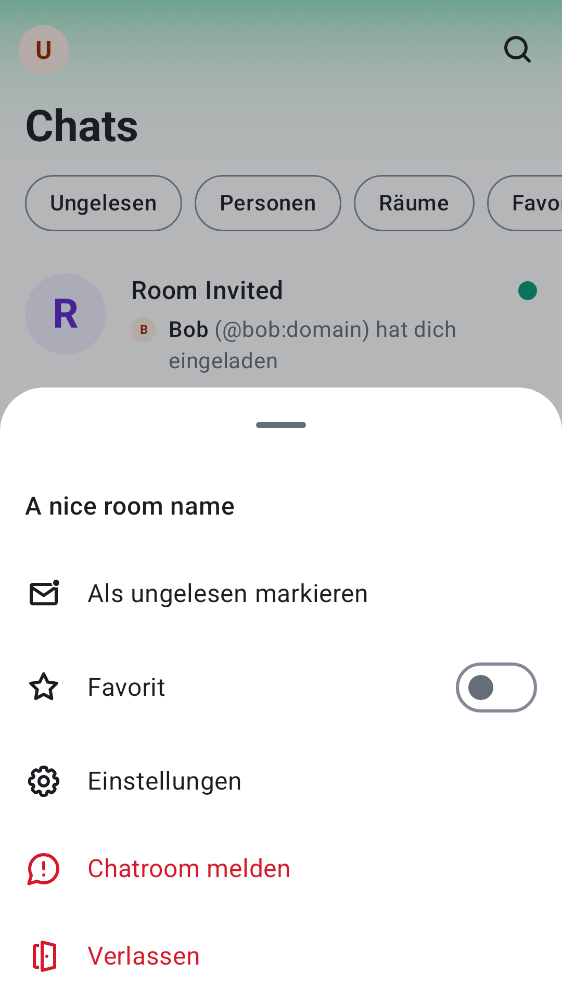 U
Chats
Ungelesen Personen Räume Favo
R
Room Invited
B Bob (@bob:domain) hat dich
eingeladen
A nice room name
Als ungelesen markieren
Favorit
Einstellungen
Chatroom melden
Verlassen